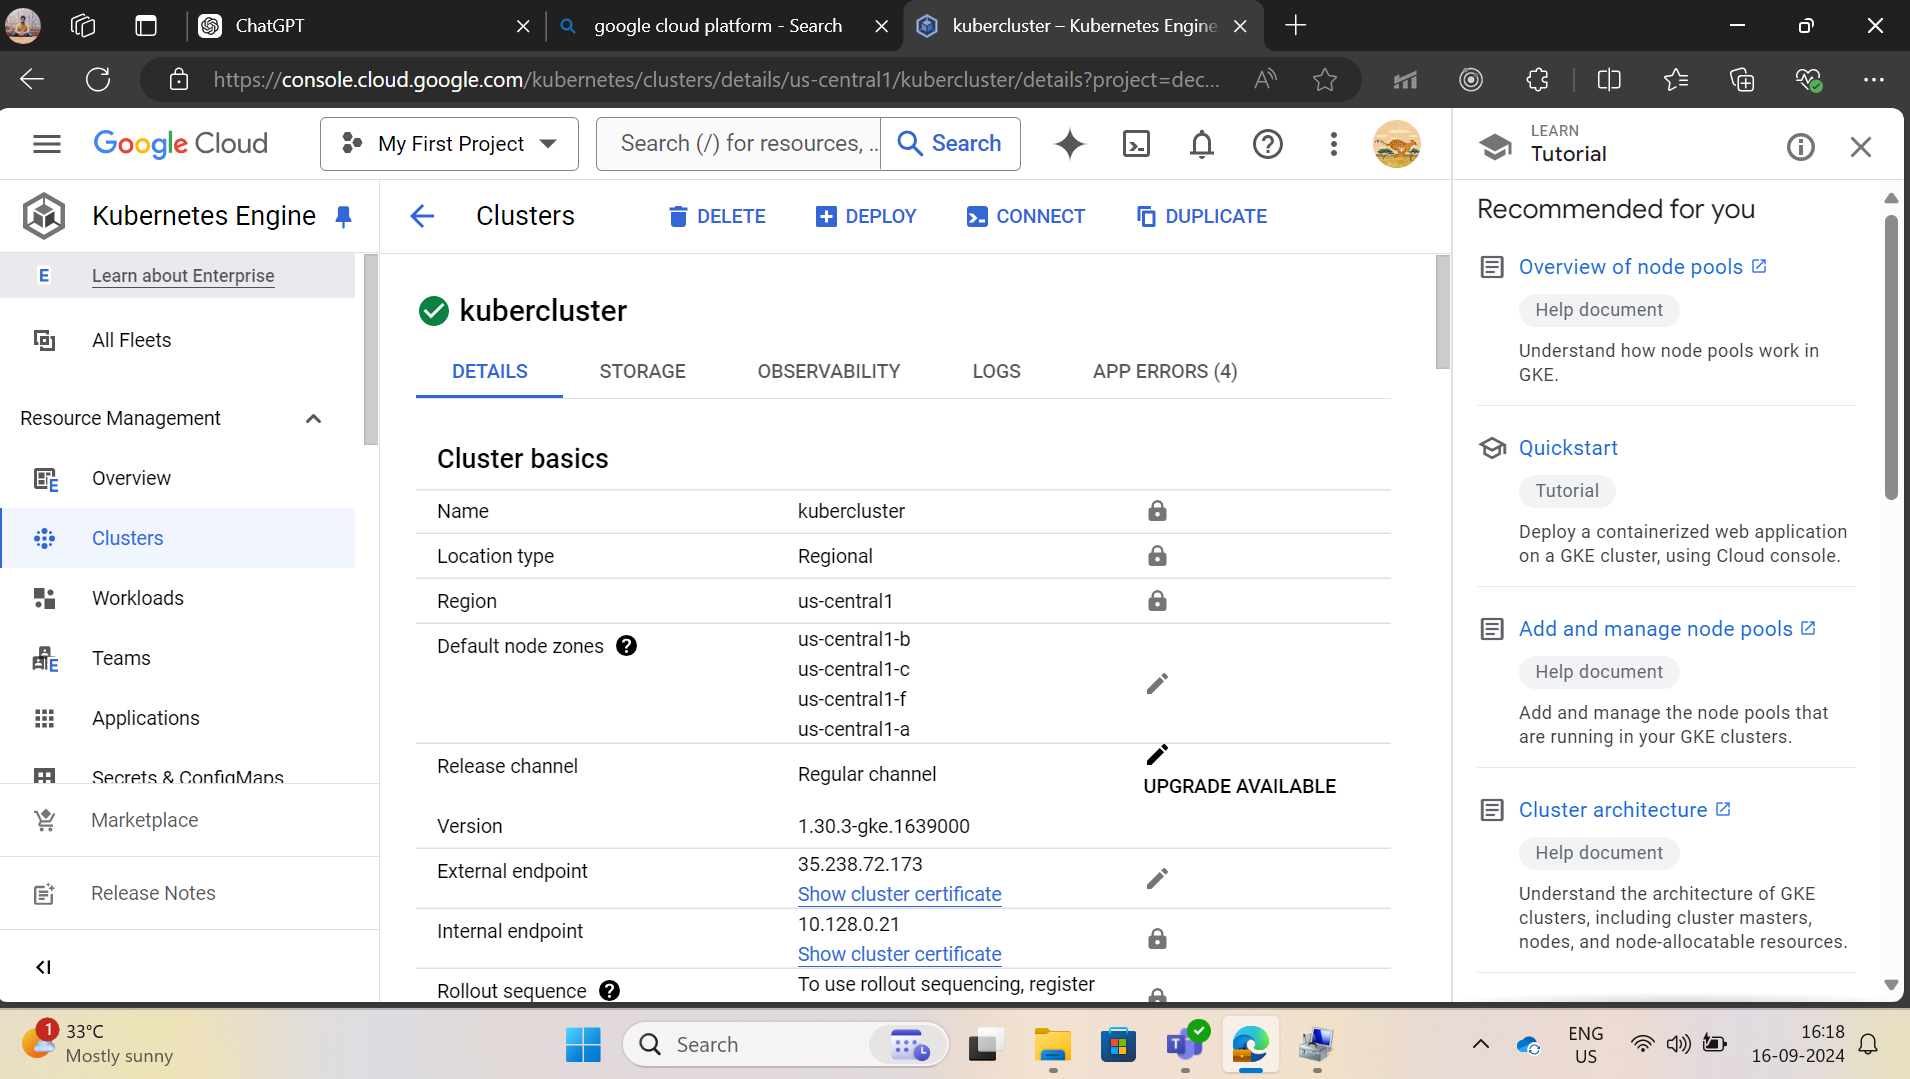 ChatGPT
google cloud platform - Search
kubercluster – Kubernetes Engine
https://console.cloud.google.com/kubernetes/clusters/details/us-central1/kubercluster/details?project=dec...
Google Cloud
My First Project
Search (/) for resources, ..
Search
LEARN
Tutorial
Kubernetes Engine
Clusters
DELETE
DEPLOY
CONNECT
DUPLICATE
E
Learn about Enterprise
All Fleets
Resource Management
Overview
E
Clusters
Workloads
Teams
E
Applications
Secrets & ConfigMaps
Marketplace
Release Notes
kubercluster
DETAILS
STORAGE
OBSERVABILITY
LOGS
APP ERRORS (4)
Cluster basics
Name kubercluster
Location type Regional
Region us-central1
Default node zones
us-central1-b
us-central1-c
us-central1-f
us-central1-a
Release channel Regular channel
UPGRADE AVAILABLE
Version 1.30.3-gke.1639000
External endpoint 35.238.72.173
Show cluster certificate
Internal endpoint 10.128.0.21
Show cluster certificate
Rollout sequence To use rollout sequencing, register
Recommended for you
Overview of node pools
Help document
Understand how node pools work in
GKE.
Quickstart
Tutorial
Deploy a containerized web application
on a GKE cluster, using Cloud console.
Add and manage node pools
Help document
Add and manage the node pools that
are running in your GKE clusters.
Cluster architecture
Help document
Understand the architecture of GKE
clusters, including cluster masters,
nodes, and node-allocatable resources.
1
33°C
Mostly sunny
Search
ENG
US
16:18
16-09-2024